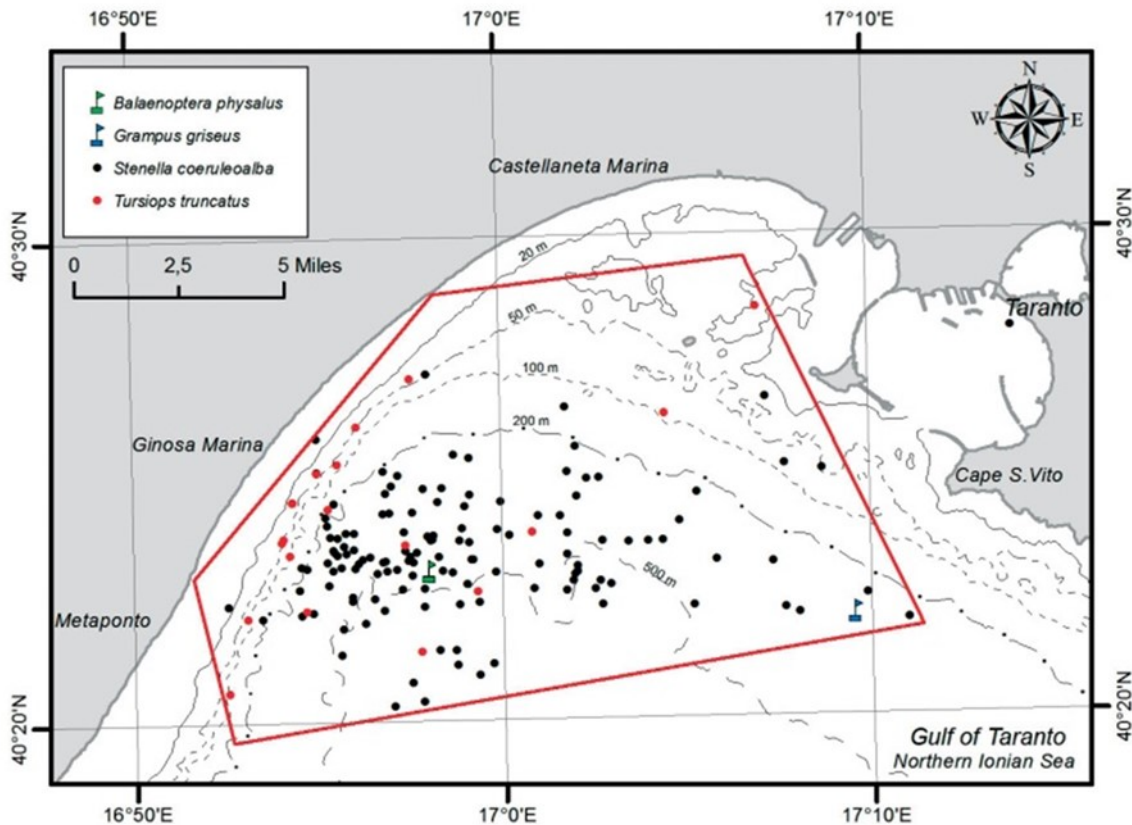 16°50'E 17°0'E 17°10'E
Balaenoptera physalus
Grampus griseus
Stenella coeruleoalba
Tursiops truncatus
N
W E
S
Castellaneta Marina
40°30'N 40°30'N
0 2,5 5 Miles
20 m
50 m
Taranto
100 m
200 m
Ginosa Marina
Cape S.Vito
500 m
Metaponto
40°20'N 40°20'N
Gulf of Taranto
Northern Ionian Sea
16°50'E 17°0'E 17°10'E